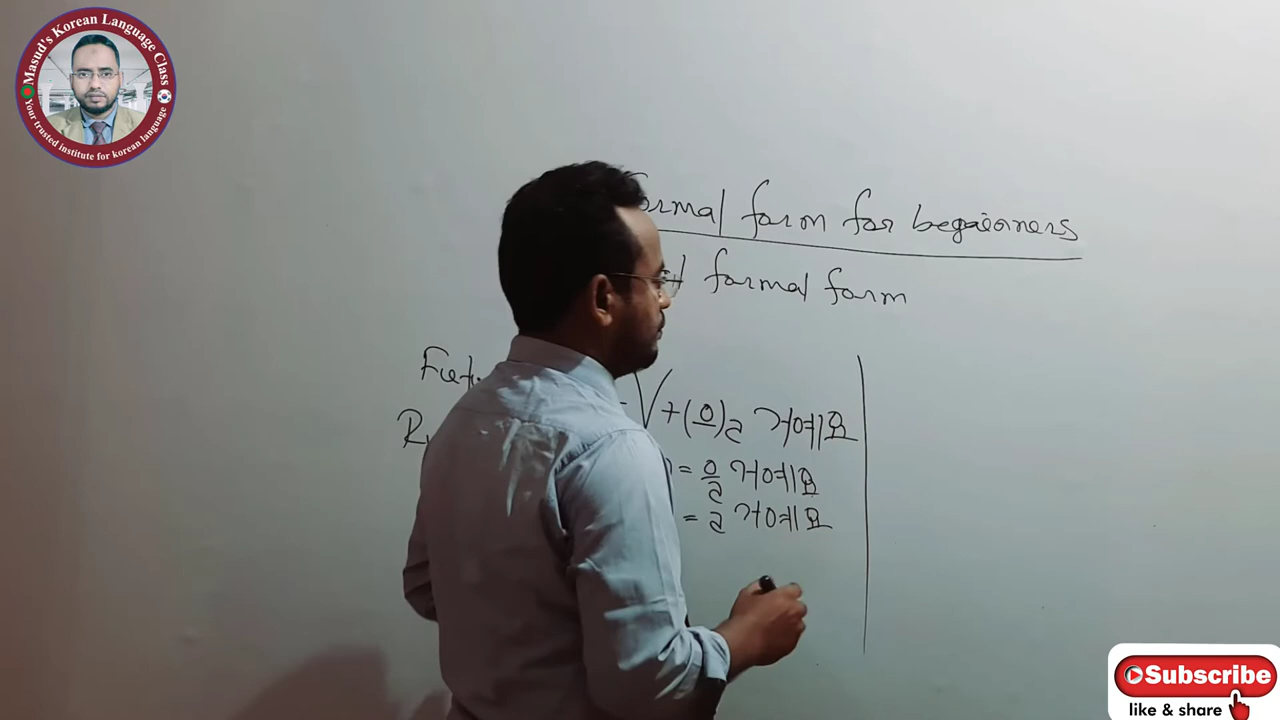 Masud's Korean Language Class
Your trusted institute for korean language
ormal form for begainners
formal form
Fut
R
V + (으)ㄹ 거예요
= 을 거예요
= ㄹ 거예요
Subscribe
like & share